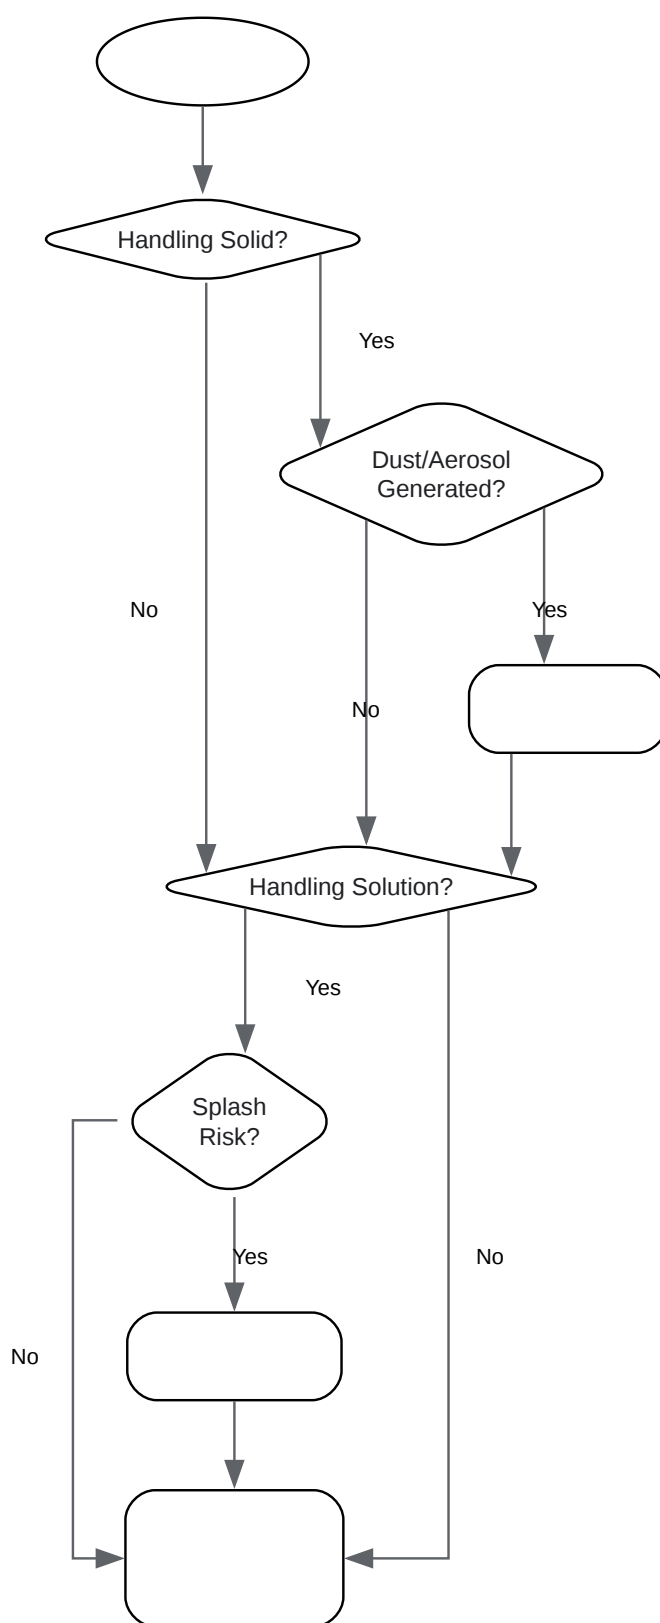 Handling Solid?
Yes
Dust/Aerosol
Generated?
No
Yes
No
Handling Solution?
Yes
Splash
Risk?
Yes
No
No